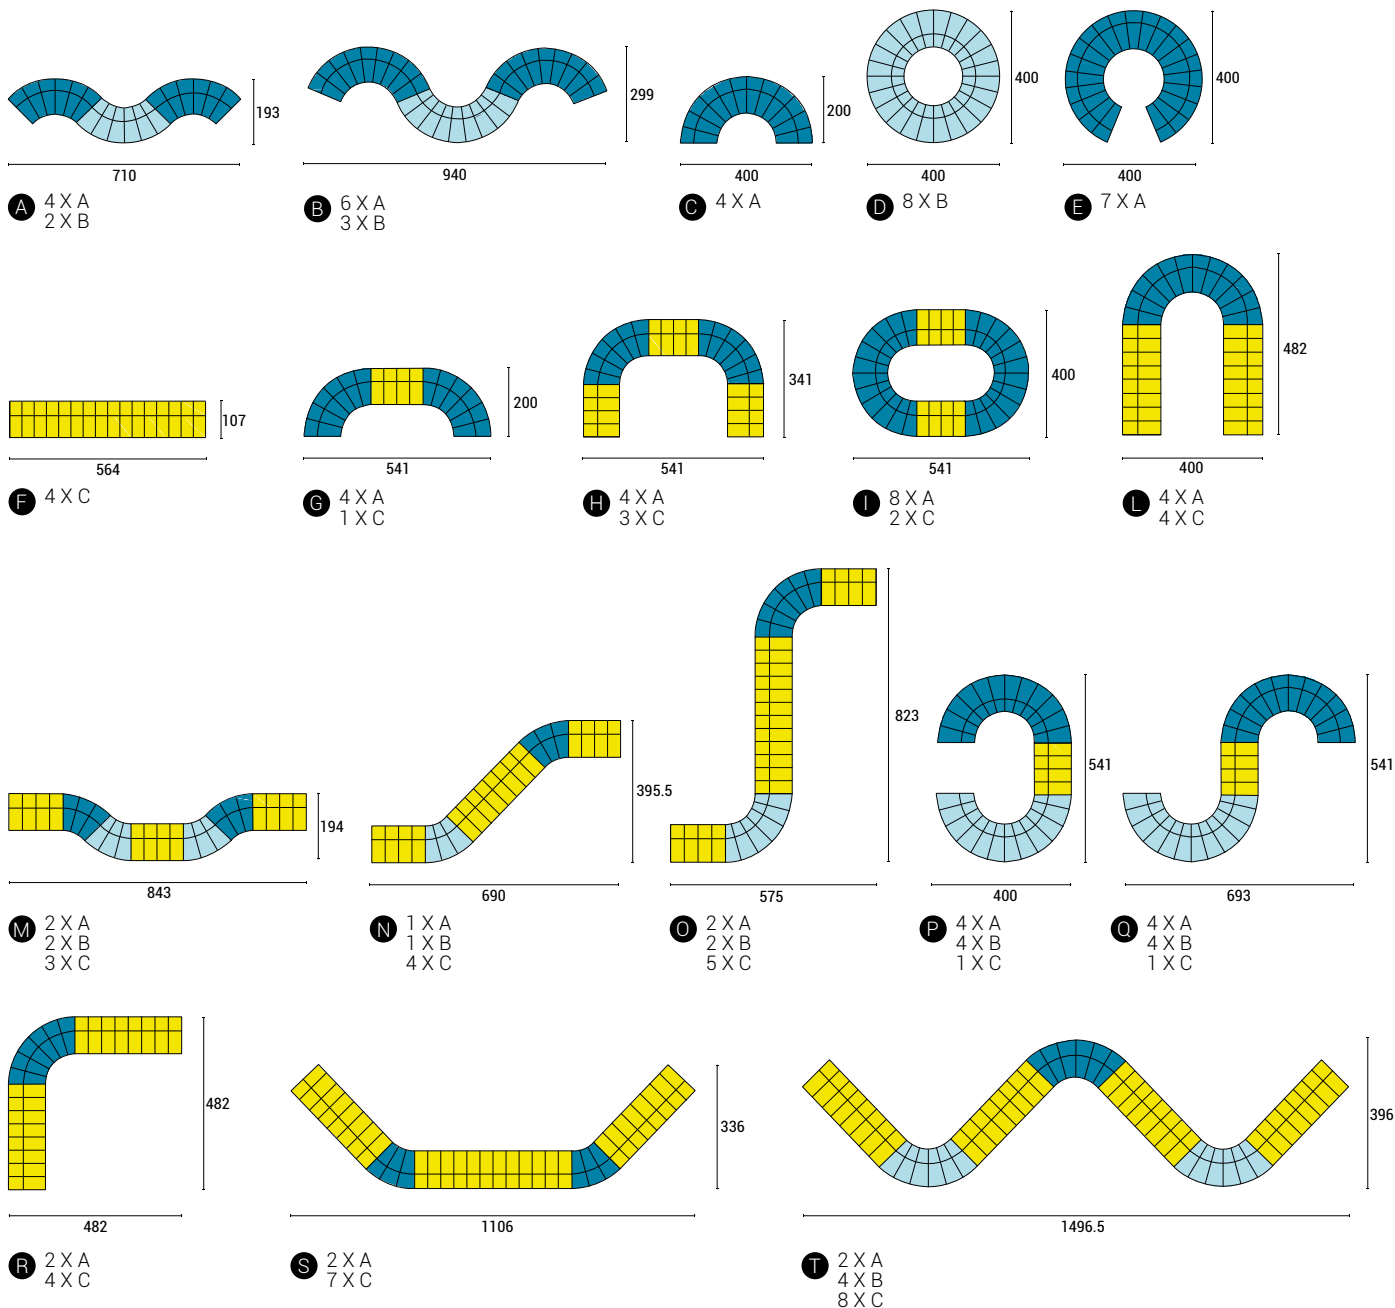 193
710
A 4 X A
2 X B
299
940
B 6 X A
3 X B
200
400
C 4 X A
400
400
D 8 X B
400
400
E 7 X A
107
564
F 4 X C
200
541
G 4 X A
1 X C
341
541
H 4 X A
3 X C
400
541
I 8 X A
2 X C
482
400
L 4 X A
4 X C
194
843
M 2 X A
2 X B
3 X C
395.5
690
N 1 X A
1 X B
4 X C
823
575
O 2 X A
2 X B
5 X C
541
400
P 4 X A
4 X B
1 X C
541
693
Q 4 X A
4 X B
1 X C
482
482
R 2 X A
4 X C
336
1106
S 2 X A
7 X C
396
1496.5
T 2 X A
4 X B
8 X C